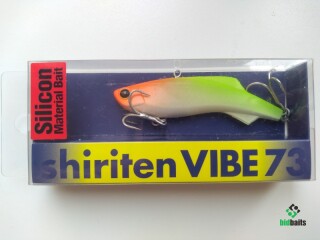 Silicon
Material Bait
shiriten VIBE 73
bidbaits